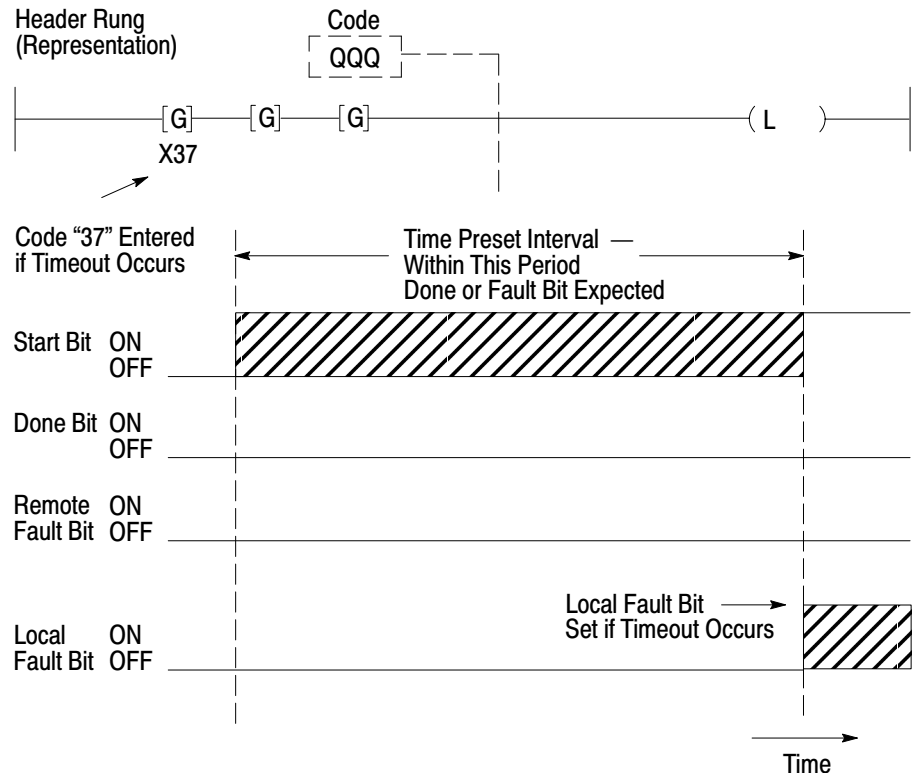 Header Rung
(Representation)
Code
QQQ
[G] [G] [G] ( L )
X37
Code “37” Entered
if Timeout Occurs
Time Preset Interval —
Within This Period
Done or Fault Bit Expected
Start Bit ON
OFF
Done Bit ON
OFF
Remote ON
Fault Bit OFF
Local Fault Bit
Set if Timeout Occurs
Local ON
Fault Bit OFF
Time